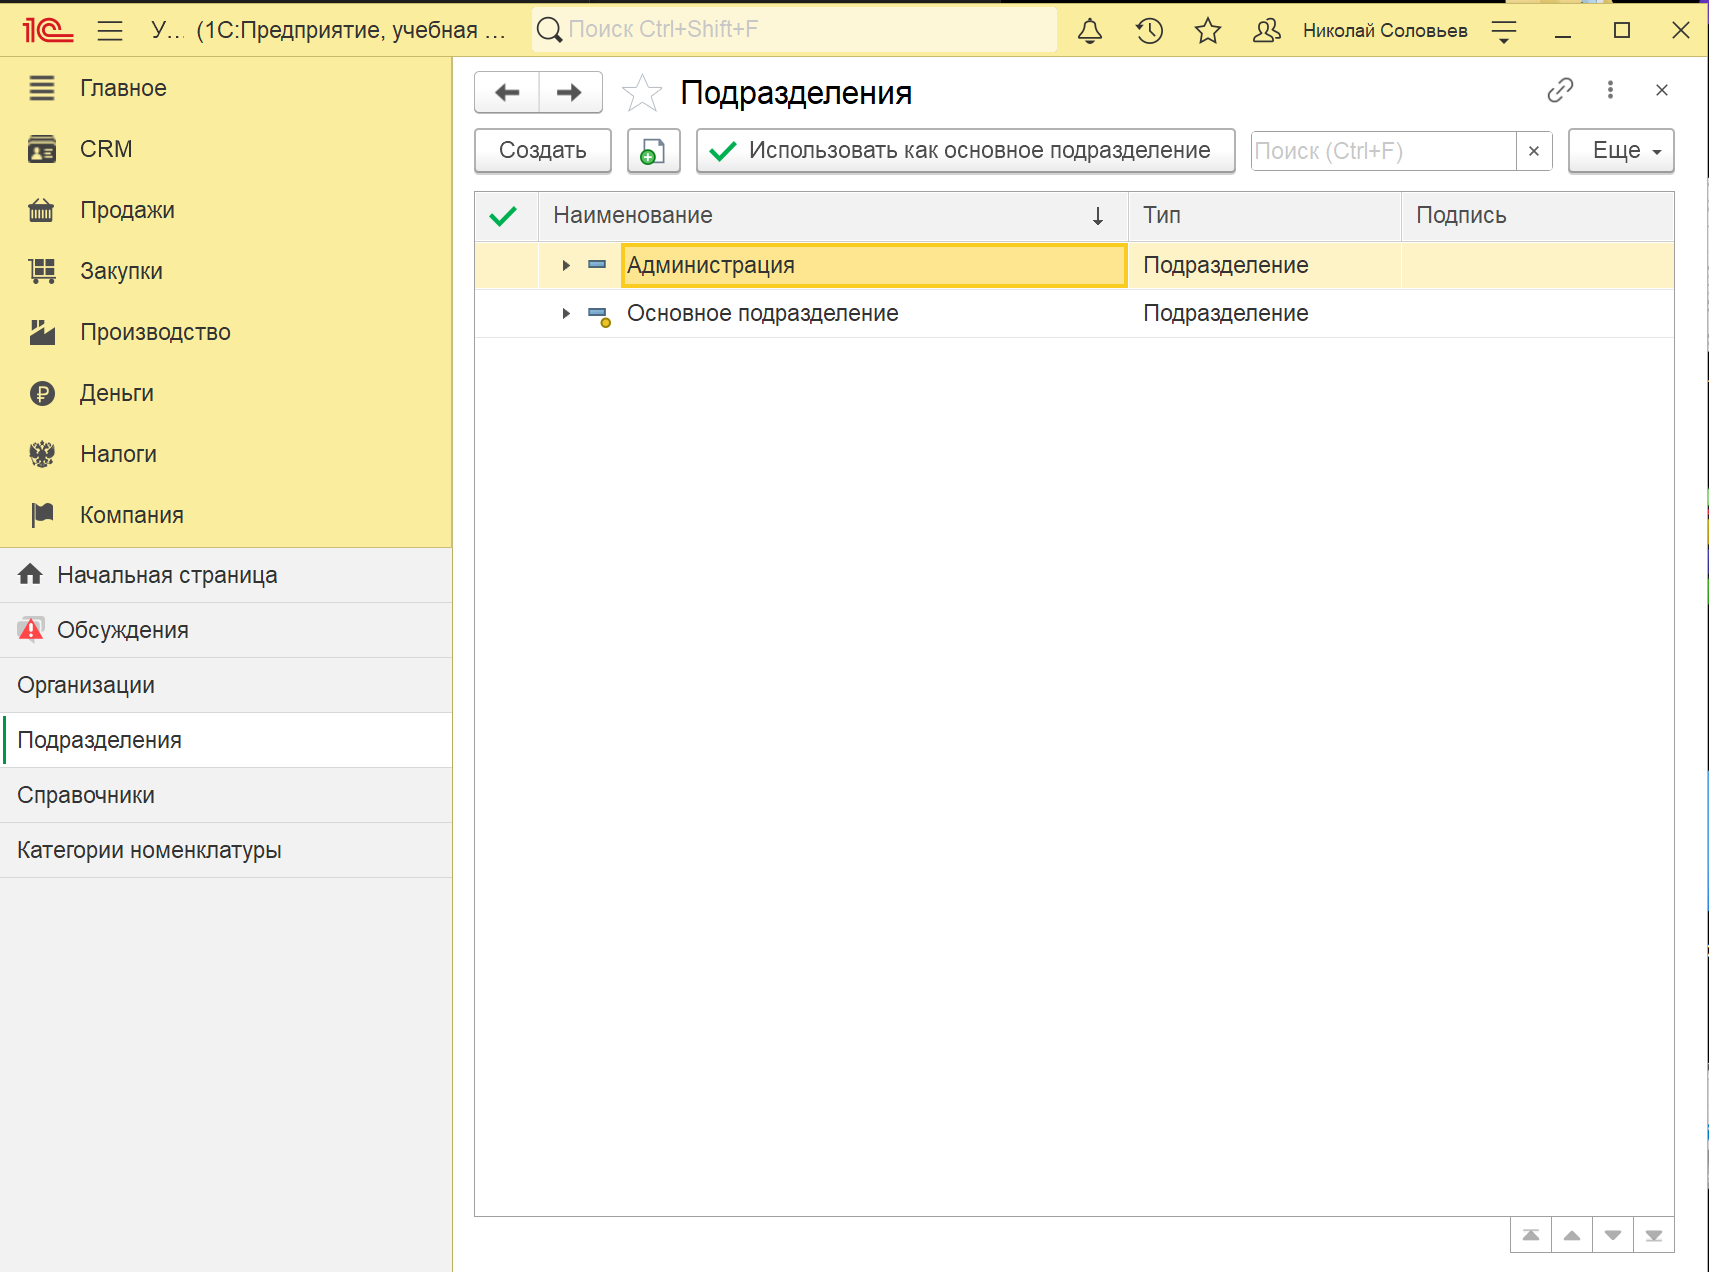 1С У... (1С:Предприятие, учебная ... Поиск Ctrl+Shift+F Николай Соловьев
Главное
CRM
Продажи
Закупки
Производство
Деньги
Налоги
Компания
Начальная страница
Обсуждения
Организации
Подразделения
Справочники
Категории номенклатуры
Подразделения
Создать Использовать как основное подразделение Поиск (Ctrl+F) × Еще
Наименование ↓ Тип Подпись
Администрация Подразделение
Основное подразделение Подразделение